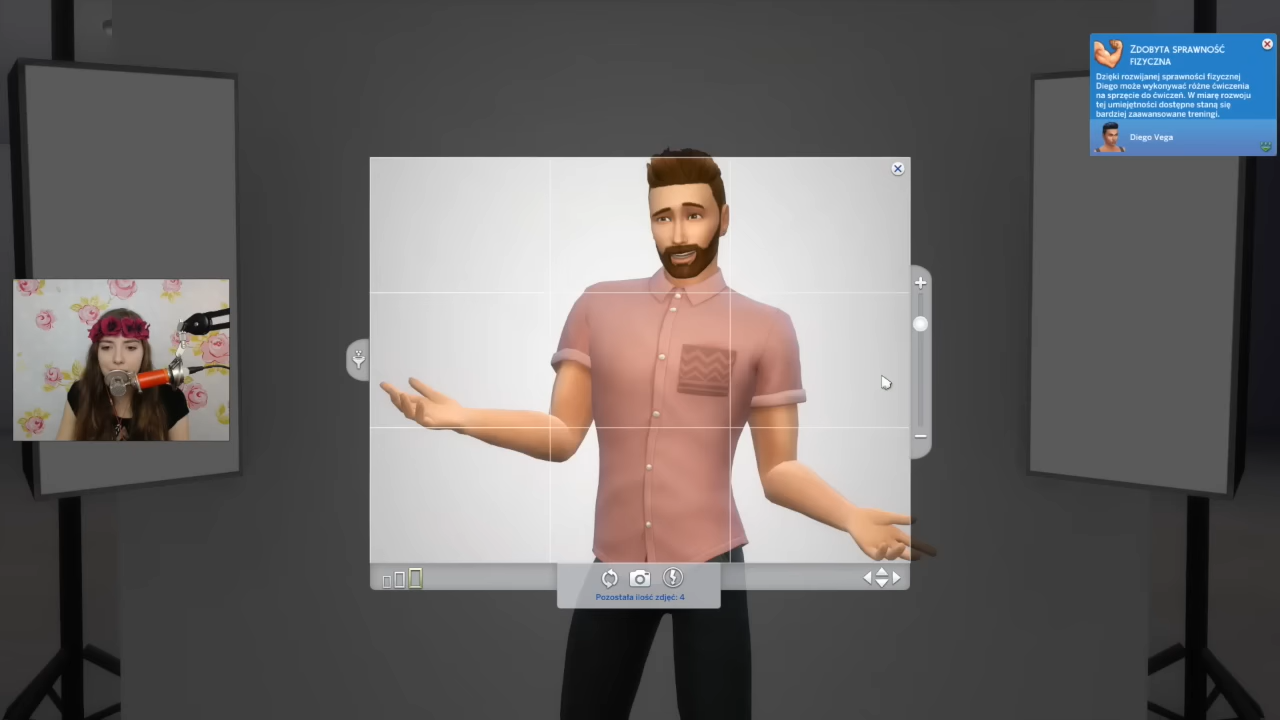 ZDOBYTA SPRAWNOŚĆ
FIZYCZNA
Dzięki rozwijanej sprawności fizycznej
Diego może wykonywać różne ćwiczenia
na sprzęcie do ćwiczeń. W miarę rozwoju
tej umiejętności dostępne staną się
bardziej zaawansowane treningi.
Diego Vega
Pozostała ilość zdjęć: 4